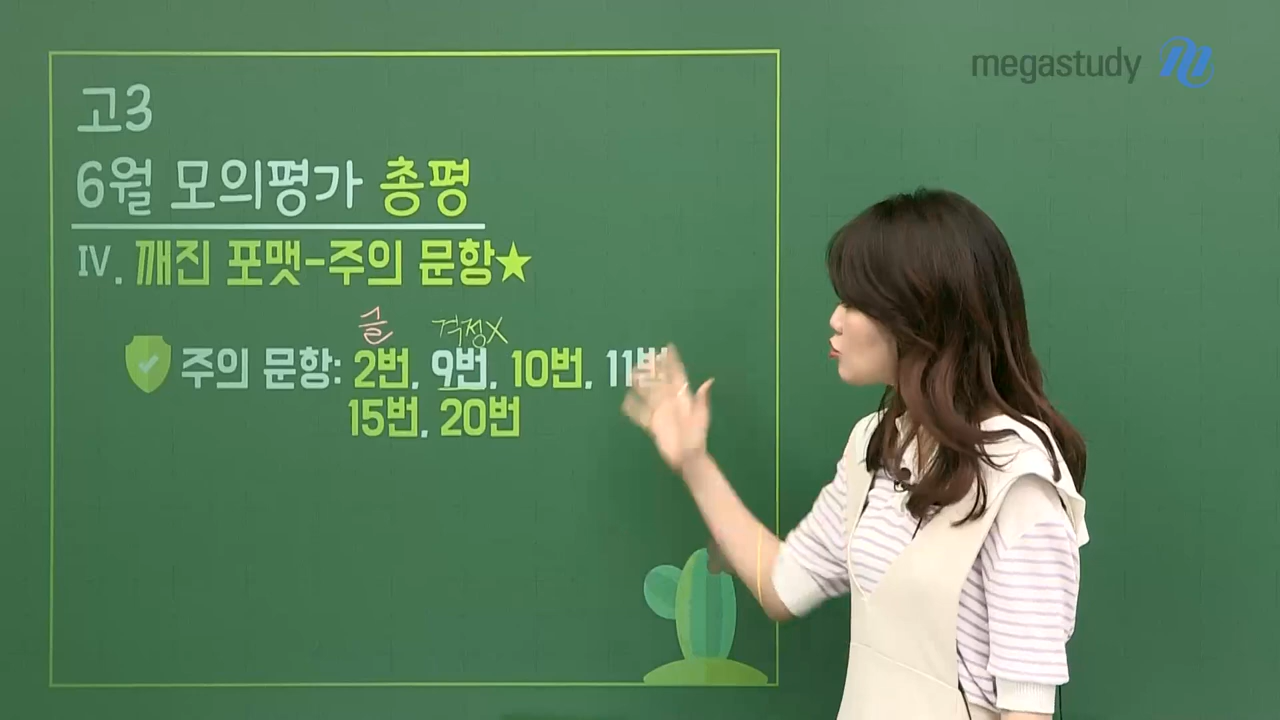 megastudy
고3
6월 모의평가 총평
Ⅳ. 깨진 포맷-주의 문항★
슬 걱정X
주의 문항: 2번, 9번, 10번, 11번
15번, 20번